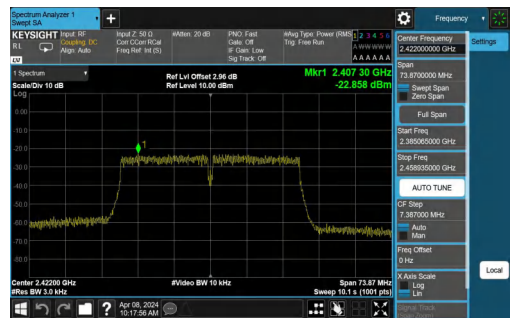 Spectrum Analyzer 1
Swept SA
+
Frequency
KEYSIGHT
RL
LV
Input: RF
Coupling: DC
Align: Auto
Input Z: 50 Ω
Corr CCorr RCal
Freq Ref: Int (S)
#Atten: 20 dB
PNO: Fast
Gate: Off
IF Gain: Low
Sig Track: Off
#Avg Type: Power (RMS)
Trig: Free Run
1 2 3 4 5 6
A W W W W W
A A A A A A
1 Spectrum
Scale/Div 10 dB
Log
Ref Lvl Offset 2.96 dB
Ref Level 10.00 dBm
Mkr1 2.407 30 GHz
-22.858 dBm
1
0.00
-10.0
-20.0
-30.0
-40.0
-50.0
-60.0
-70.0
-80.0
Center 2.42200 GHz
#Res BW 3.0 kHz
#Video BW 10 kHz
Span 73.87 MHz
Sweep 10.1 s (1001 pts)
Center Frequency
2.422000000 GHz
Span
73.8700000 MHz
Swept Span
Zero Span
Full Span
Start Freq
2.385065000 GHz
Stop Freq
2.458935000 GHz
AUTO TUNE
CF Step
7.387000 MHz
Auto
Man
Freq Offset
0 Hz
X Axis Scale
Log
Lin
Signal Track
Settings
Local
?
Apr 08, 2024
10:17:56 AM